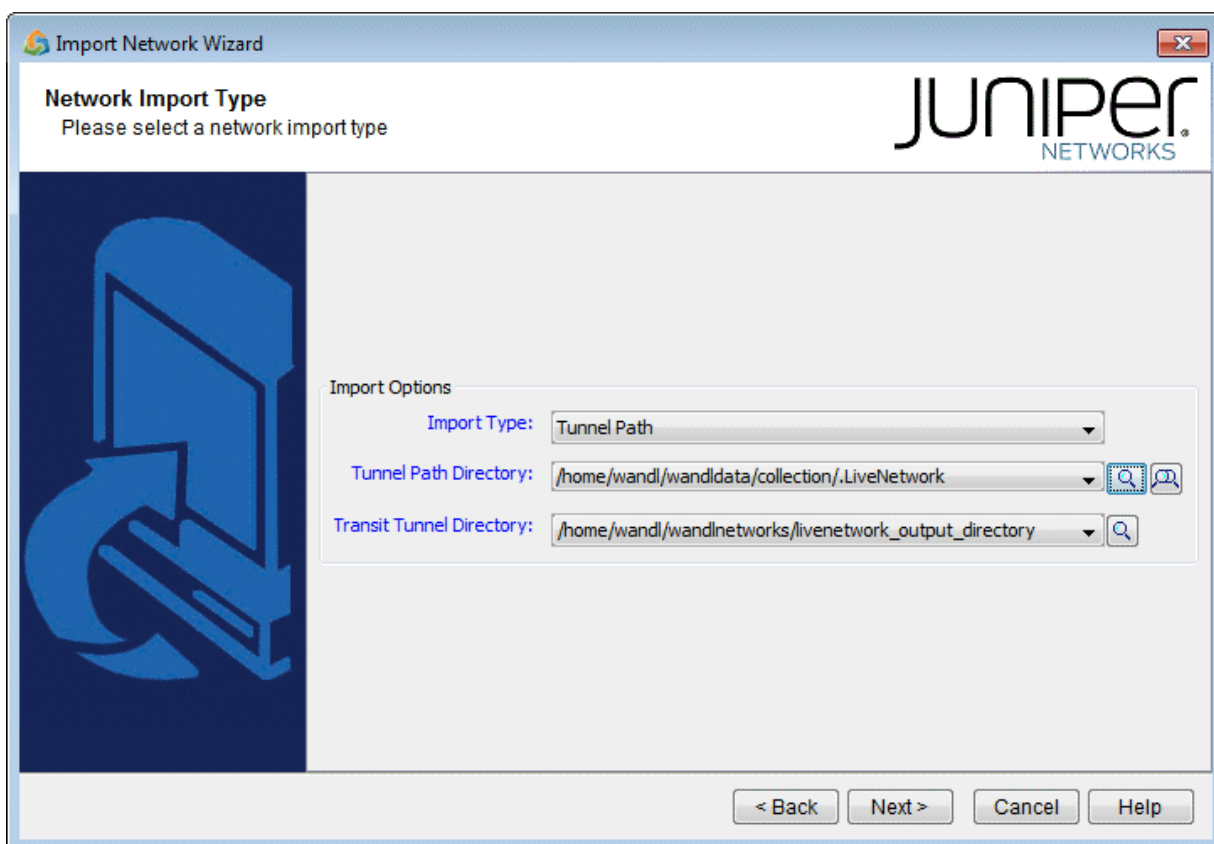 Import Network Wizard
Network Import Type
Please select a network import type
JUNIPER
NETWORKS
Import Options
Import Type: Tunnel Path
Tunnel Path Directory: /home/wandl/wandldata/collection/.LiveNetwork
Transit Tunnel Directory: /home/wandl/wandlnetworks/livenetwork_output_directory
< Back Next > Cancel Help